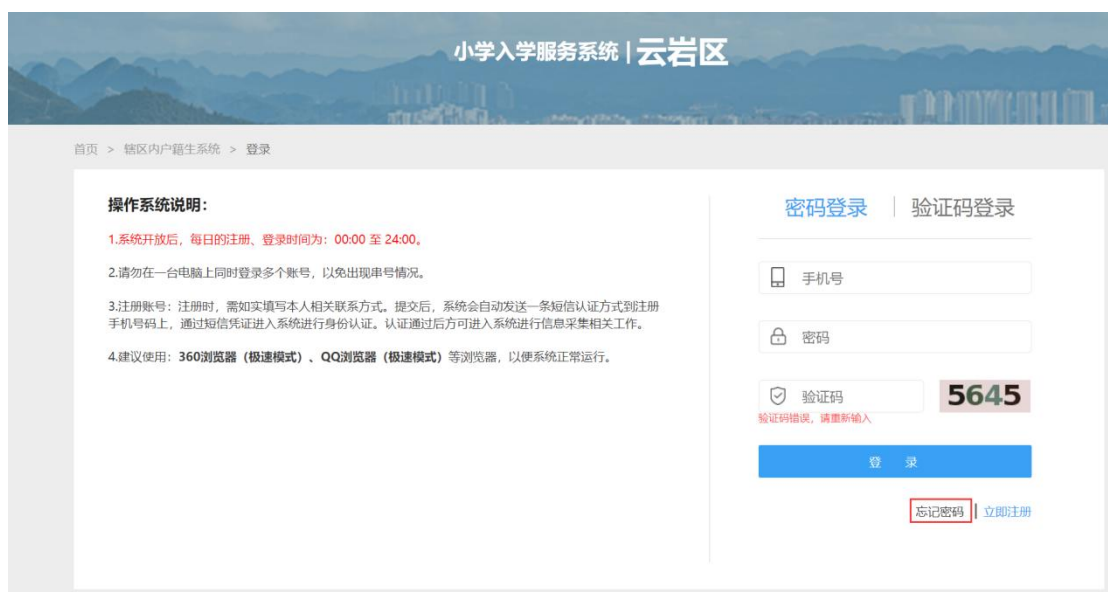 小学入学服务系统 | 云岩区
首页 > 辖区内户籍生系统 > 登录
操作系统说明：
1.系统开放后，每日的注册、登录时间为：00:00 至 24:00。
2.请勿在一台电脑上同时登录多个账号，以免出现串号情况。
3.注册账号：注册时，需如实填写本人相关联系方式。提交后，系统会自动发送一条短信认证方式到注册
手机号码上，通过短信凭证进入系统进行身份认证。认证通过后方可进入系统进行信息采集相关工作。
4.建议使用：360浏览器（极速模式）、QQ浏览器（极速模式）等浏览器，以便系统正常运行。
密码登录 | 验证码登录
手机号
密码
验证码 5645
验证码错误，请重新输入
登 录
忘记密码 | 立即注册